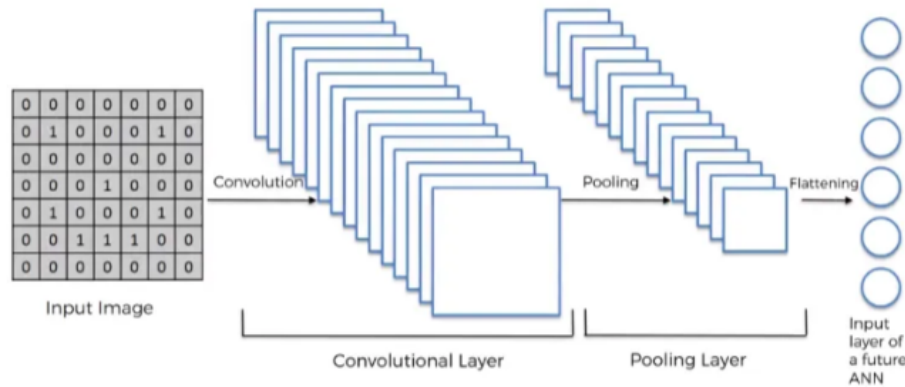 0 0 0 0 0 0 0
0 1 0 0 0 1 0
0 0 0 0 0 0 0
0 0 0 1 0 0 0
0 1 0 0 0 1 0
0 0 1 1 1 0 0
0 0 0 0 0 0 0
Input Image
Convolution
Convolutional Layer
Pooling
Pooling Layer
Flattening
Input
layer of
a future
ANN